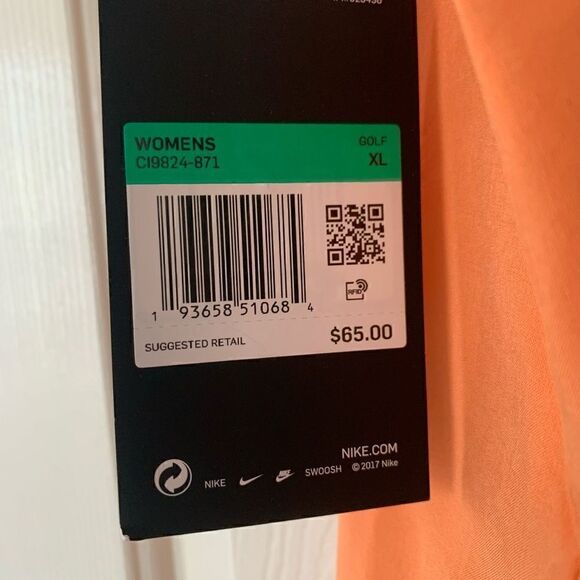 WOMENS GOLF
CI9824-871 XL
RFID
1 93658 51068 4
SUGGESTED RETAIL $65.00
NIKE.COM
NIKE SWOOSH © 2017 Nike